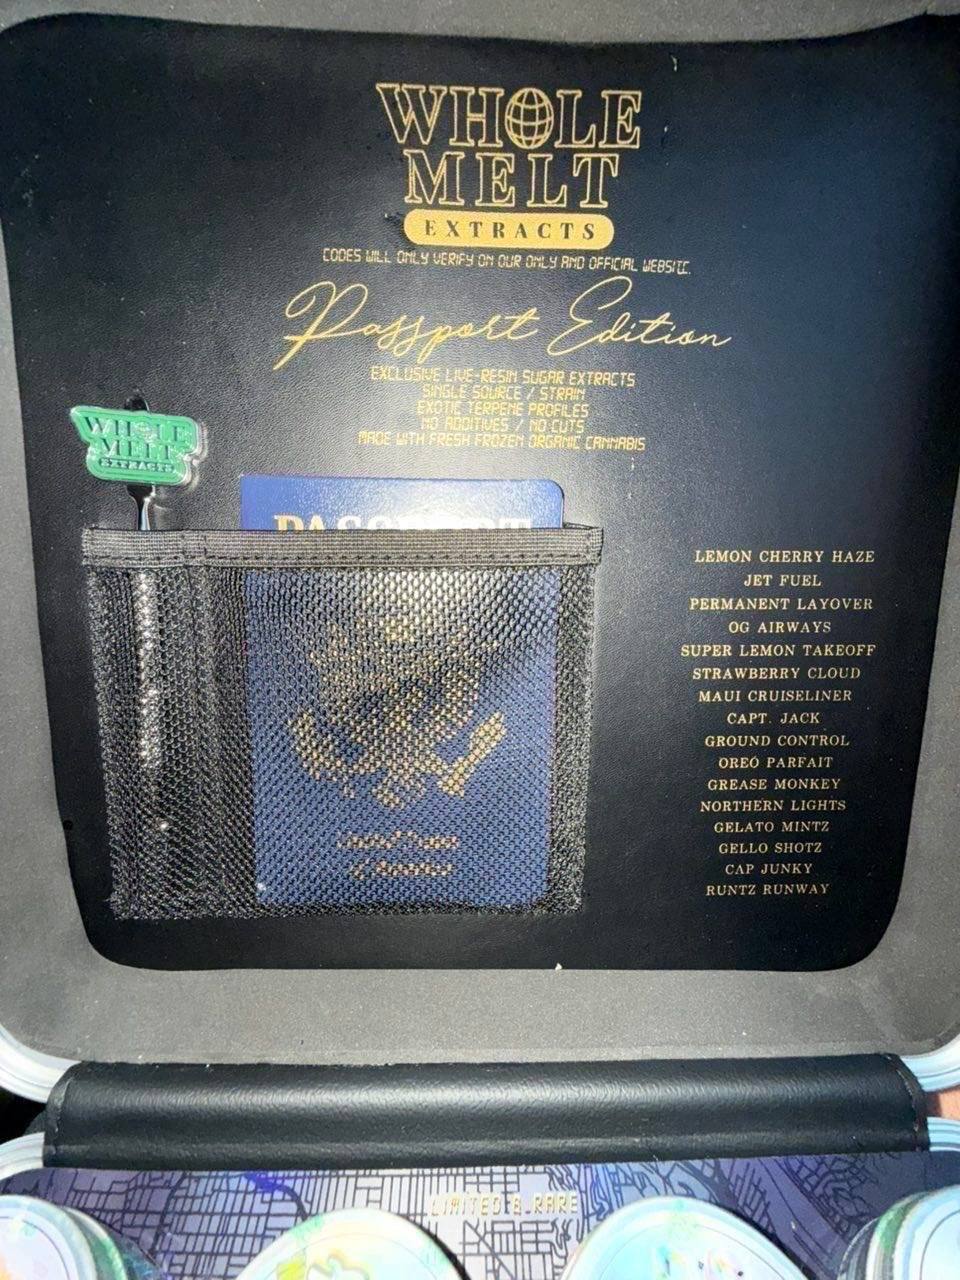 WHOLE
MELT
EXTRACTS
CODES WILL ONLY VERIFY ON OUR ONLY AND OFFICIAL WEBSITE.
Passport Edition
EXCLUSIVE LIVE-RESIN SUGAR EXTRACTS
SINGLE SOURCE / STRAIN
EXOTIC TERPENE PROFILES
NO ADDITIVES / NO CUTS
MADE WITH FRESH FROZEN ORGANIC CANNABIS
WHOLE
MELT
EXTRACTS
PASSPORT
LEMON CHERRY HAZE
JET FUEL
PERMANENT LAYOVER
OG AIRWAYS
SUPER LEMON TAKEOFF
STRAWBERRY CLOUD
MAUI CRUISELINER
CAPT. JACK
GROUND CONTROL
OREÓ PARFAIT
GREASE MONKEY
NORTHERN LIGHTS
GELATO MINTZ
GELLO SHOTZ
CAP JUNKY
RUNTZ RUNWAY
LIMITED & RARE